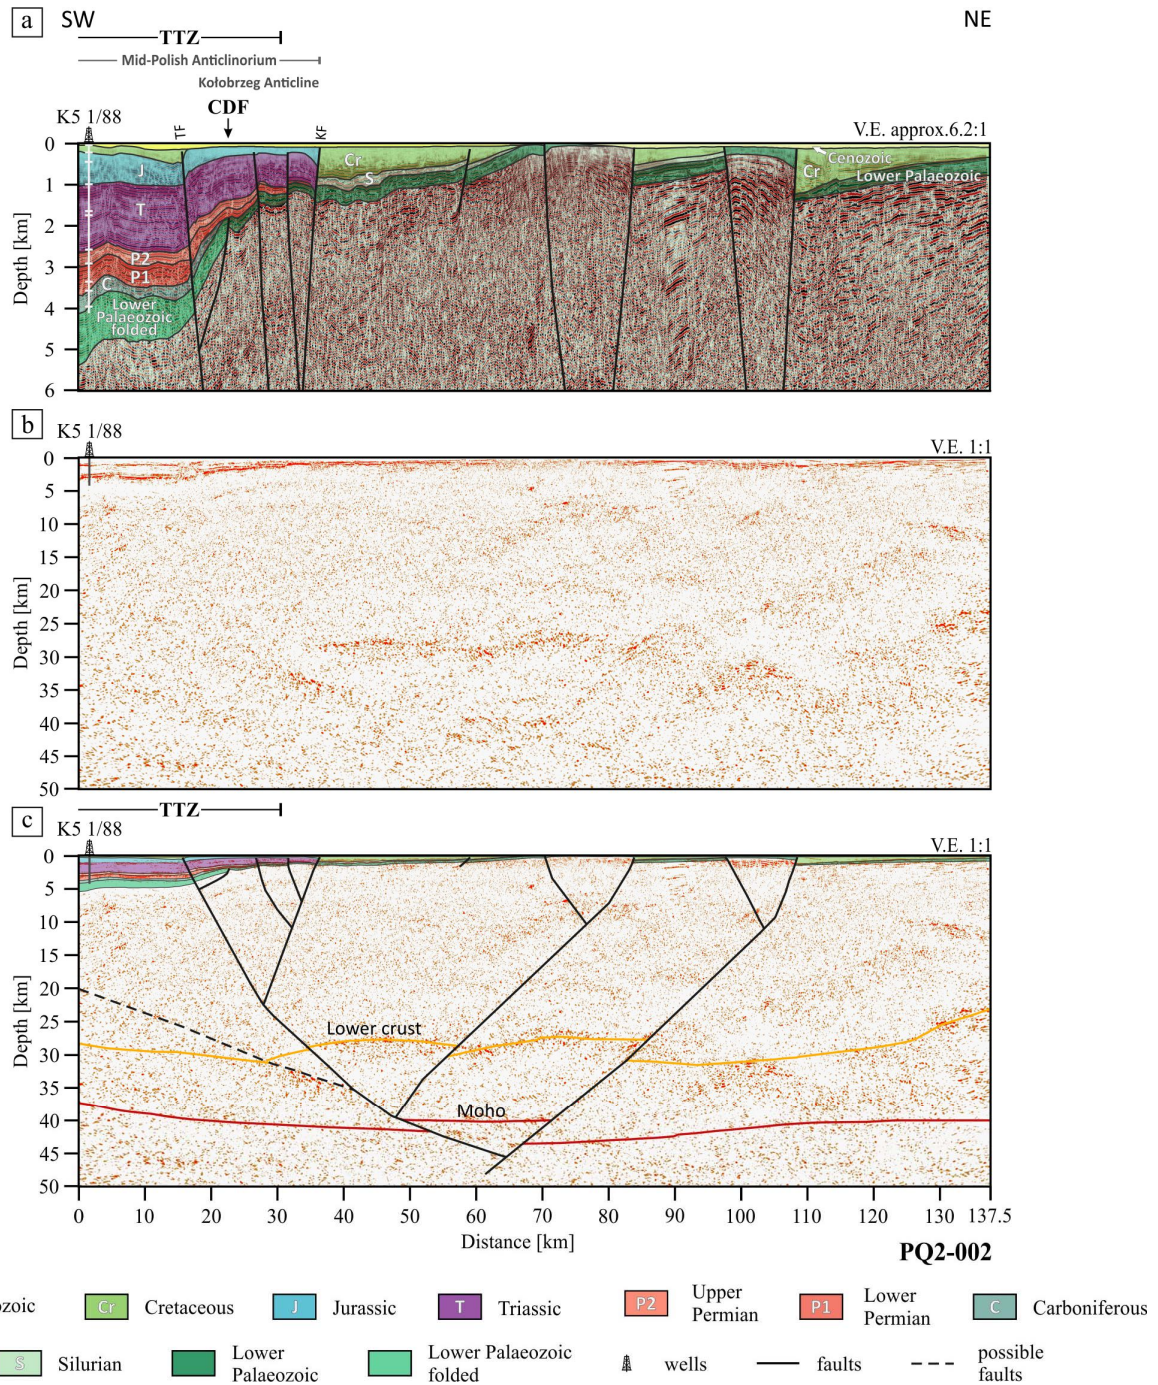 a SW NE
TTZ
Mid-Polish Anticlinorium
Kołobrzeg Anticline
CDF
K5 1/88 TF KF V.E. approx.6.2:1
0
1
2
3
4
5
6
Depth [km]
J
T
P2
P1
C
Lower
Palaeozoic
folded
Cr
S
Cenozoic
Cr Lower Palaeozoic
b K5 1/88 V.E. 1:1
0
5
10
15
20
25
30
35
40
45
50
Depth [km]
TTZ
c K5 1/88 V.E. 1:1
0
5
10
15
20
25
30
35
40
45
50
Depth [km]
Lower crust
Moho
0 10 20 30 40 50 60 70 80 90 100 110 120 130 137.5
Distance [km]
PQ2-002
ozoic Cr Cretaceous J Jurassic T Triassic P2 Upper Permian P1 Lower Permian C Carboniferous
S Silurian Lower Palaeozoic Lower Palaeozoic folded wells faults possible faults